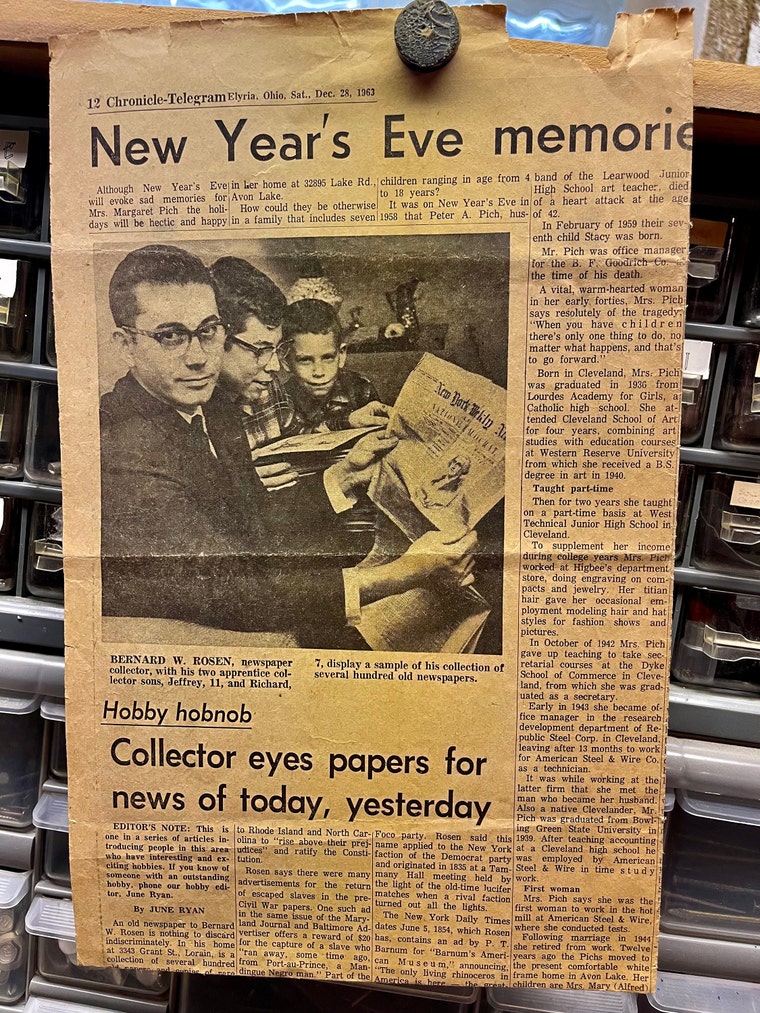 12 Chronicle-Telegram Elyria, Ohio, Sat., Dec. 28, 1963
New Year's Eve memorie
Although New Year's Eve
will evoke sad memories for
Mrs. Margaret Pich the holi-
days will be hectic and happy
in her home at 32895 Lake Rd.,
Avon Lake.
How could they be otherwise
in a family that includes seven
children ranging in age from 4
to 18 years?
It was on New Year's Eve in
1958 that Peter A. Pich, hus-
band of the Learwood Junior
High School art teacher, died
of a heart attack at the age
of 42.
In February of 1959 their sev-
enth child Stacy was born.
Mr. Pich was office manager
for the B. F. Goodrich Co.
the time of his death.
A vital, warm-hearted woman
in her early forties, Mrs. Pich
says resolutely of the tragedy:
"When you have children
there's only one thing to do, no
matter what happens, and that's
to go forward."
Born in Cleveland, Mrs. Pich
was graduated in 1936 from
Lourdes Academy for Girls, a
Catholic high school. She at-
tended Cleveland School of Art
for four years, combining art
studies with education courses
at Western Reserve University
from which she received a B.S.
degree in art in 1940.
Taught part-time
Then for two years she taught
on a part-time basis at West
Technical Junior High School in
Cleveland.
To supplement her income
during college years Mrs. Pich
worked at Higbee's department
store, doing engraving on com-
pacts and jewelry. Her titian
hair gave her occasional em-
ployment modeling hair and hat
styles for fashion shows and
pictures.
In October of 1942 Mrs. Pich
gave up teaching to take sec-
retarial courses at the Dyke
School of Commerce in Cleve-
land, from which she was grad-
uated as a secretary.
Early in 1943 she became of-
fice manager in the research
development department of Re-
public Steel Corp. in Cleveland,
leaving after 13 months to work
for American Steel & Wire Co.
as a technician.
It was while working at the
latter firm that she met the
man who became her husband.
Also a native Clevelander, Mr.
Pich was graduated from Bowl-
ing Green State University in
1939. After teaching accounting
at a Cleveland high school he
was employed by American
Steel & Wire in time study
work.
First woman
Mrs. Pich says she was the
first woman to work in the hot
mill at American Steel & Wire,
where she conducted tests.
Following marriage in 1944
she retired from work. Twelve
years ago the Pichs moved to
the present comfortable white
frame home in Avon Lake. Her
children are Mrs. Mary (Alfred)
New York Weekly
BERNARD W. ROSEN, newspaper
collector, with his two apprentice col-
lector sons, Jeffrey, 11, and Richard,
7, display a sample of his collection of
several hundred old newspapers.
Hobby hobnob
Collector eyes papers for
news of today, yesterday
EDITOR'S NOTE: This is
one in a series of articles in-
troducing people in this area
who have interesting and ex-
citing hobbies. If you know of
someone with an outstanding
hobby, phone our hobby edi-
tor, June Ryan.
By JUNE RYAN
An old newspaper to Bernard
W. Rosen is nothing to discard
indiscriminately. In his home
at 3343 Grant St., Lorain, is a
collection of several hundred
old papers and copies of rare
to Rhode Island and North Car-
olina to "rise above their prej-
udices" and ratify the Consti-
tution.
Rosen says there were many
advertisements for the return
of escaped slaves in the pre-
Civil War papers. One such ad
in the same issue of the Mary-
land Journal and Baltimore Ad-
vertiser offers a reward of $20
for the capture of a slave who
"ran away, some time ago,
from Port-au-Prince, a Man-
dingue Negro man." Part of the
Foco party. Rosen said this
name applied to the New York
faction of the Democrat party
and originated in 1835 at a Tam-
many Hall meeting held by
the light of the old-time lucifer
matches when a rival faction
turned out all the lights.
The New York Daily Times
dates June 5, 1854, which Rosen
has, contains an ad by P. T.
Barnum for "Barnum's Ameri-
can Museum," announcing,
"The only living rhinoceros in
America is here the great-